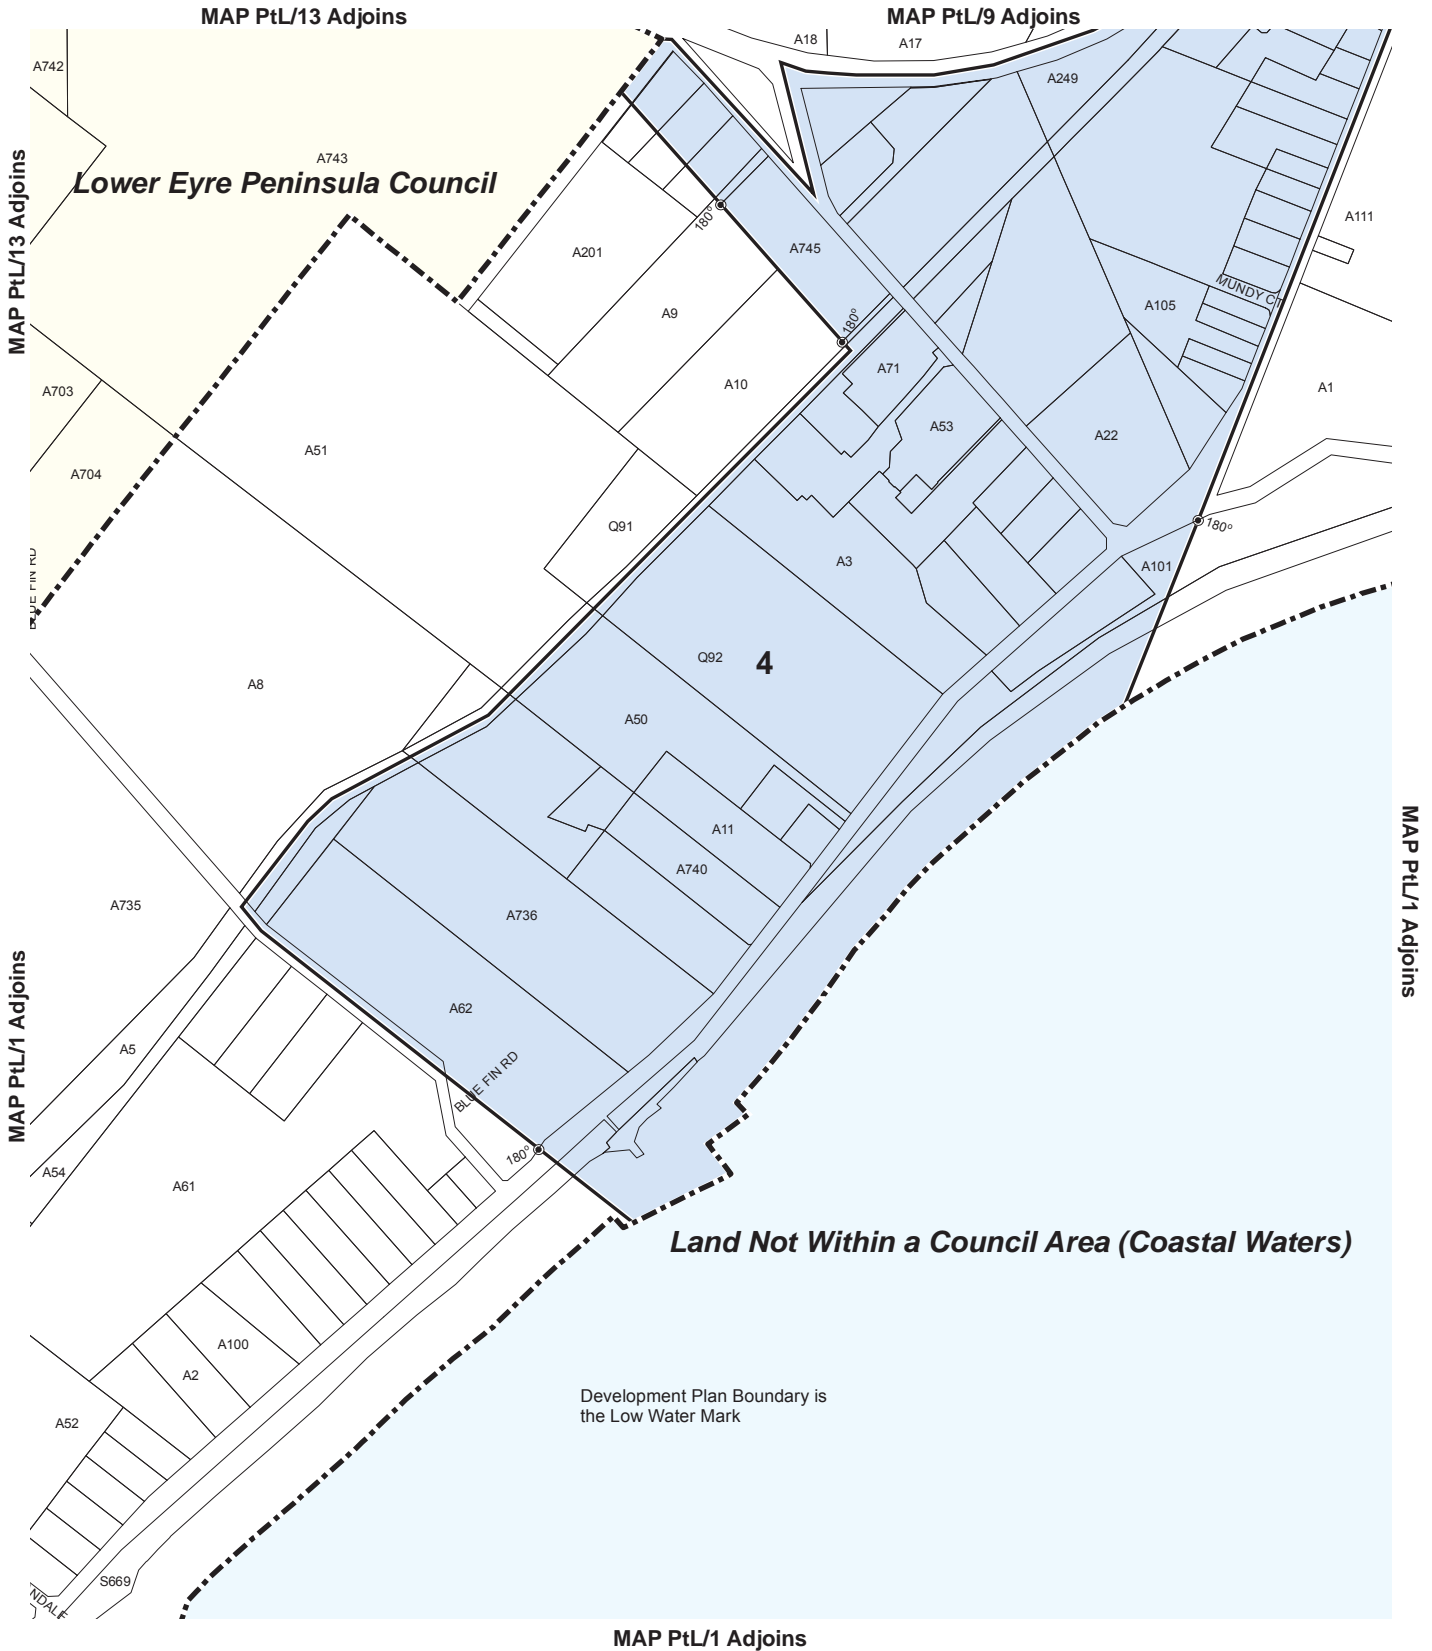 MAP PtL/13 Adjoins
MAP PtL/9 Adjoins
A18
A17
A742
A249
A743
Lower Eyre Peninsula Council
MAP PtL/13 Adjoins
A111
180°
A201
A745
MUNDY CT
A105
A9
180°
A71
A10
A1
A703
A53
A22
A51
A704
Q91
180°
A3
A101
BLUE FIN RD
Q92
4
A8
A50
A11
A740
MAP PtL/1 Adjoins
A735
A736
A62
MAP PtL/1 Adjoins
A5
BLUE FIN RD
180°
A54
A61
Land Not Within a Council Area (Coastal Waters)
A100
A2
Development Plan Boundary is
the Low Water Mark
A52
S669
NDALE
MAP PtL/1 Adjoins